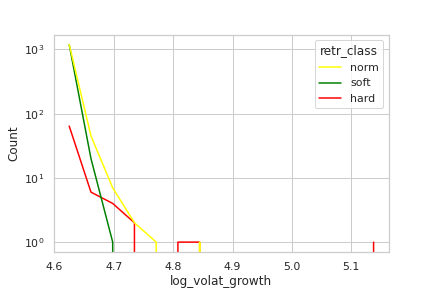 retr_class
norm
soft
hard
10³
10²
10¹
10⁰
Count
4.6 4.7 4.8 4.9 5.0 5.1
log_volat_growth